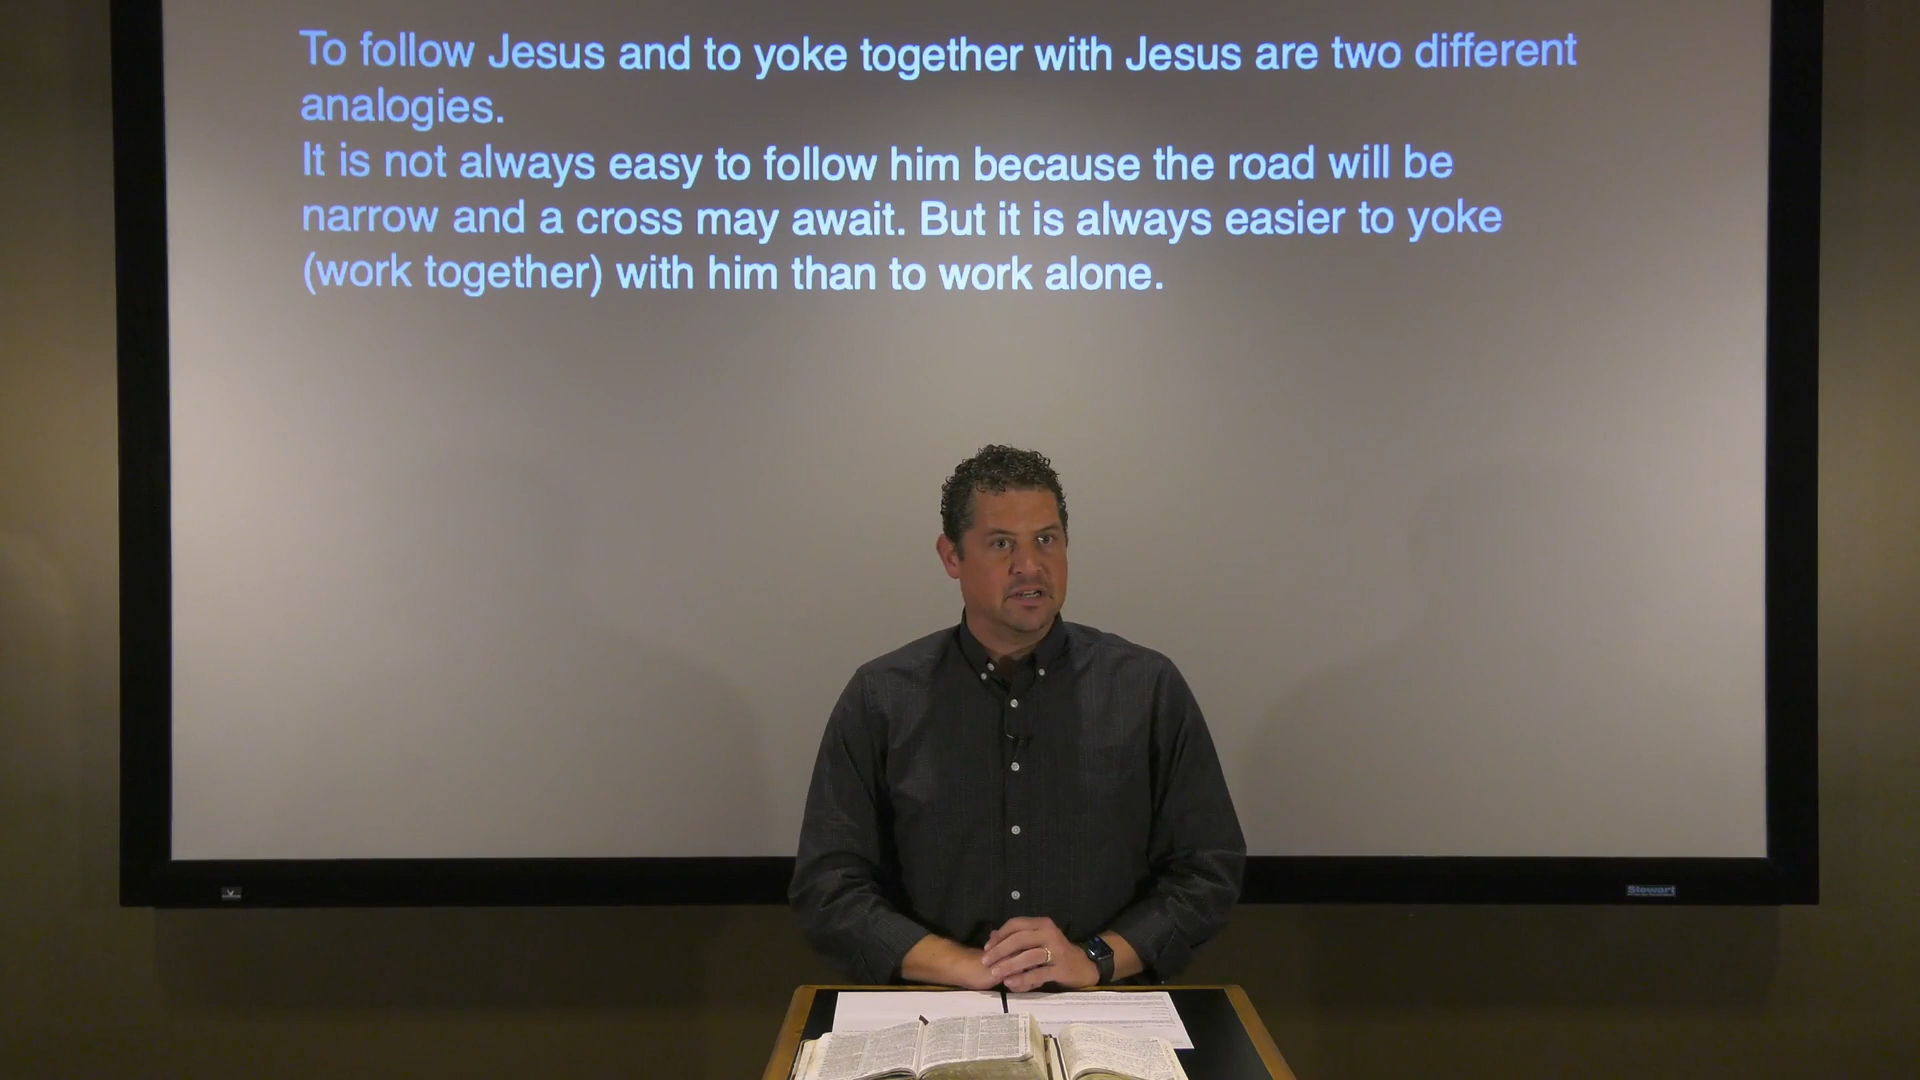 To follow Jesus and to yoke together with Jesus are two different
analogies.
It is not always easy to follow him because the road will be
narrow and a cross may await. But it is always easier to yoke
(work together) with him than to work alone.
Stewart